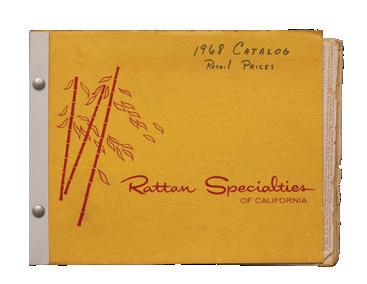 1968 CATALOG
RETAIL PRICES
Rattan Specialties
OF CALIFORNIA